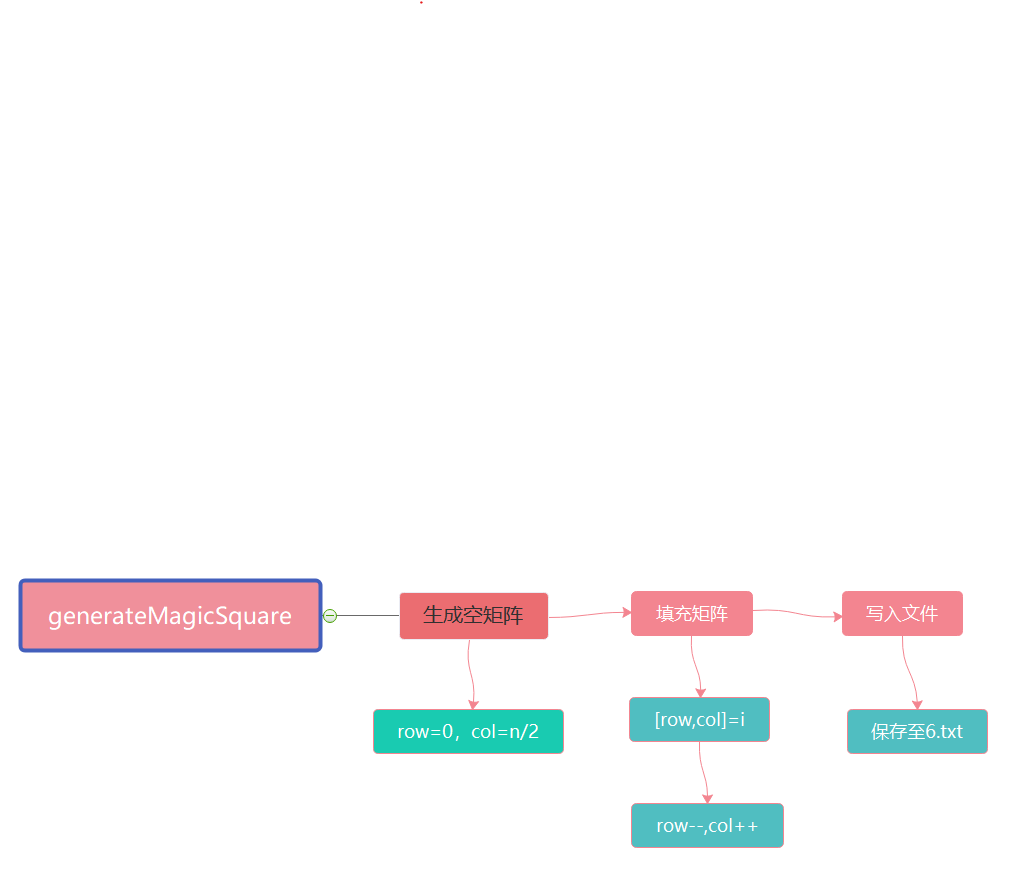 generateMagicSquare
生成空矩阵
填充矩阵
写入文件
row=0，col=n/2
[row,col]=i
保存至6.txt
row--,col++